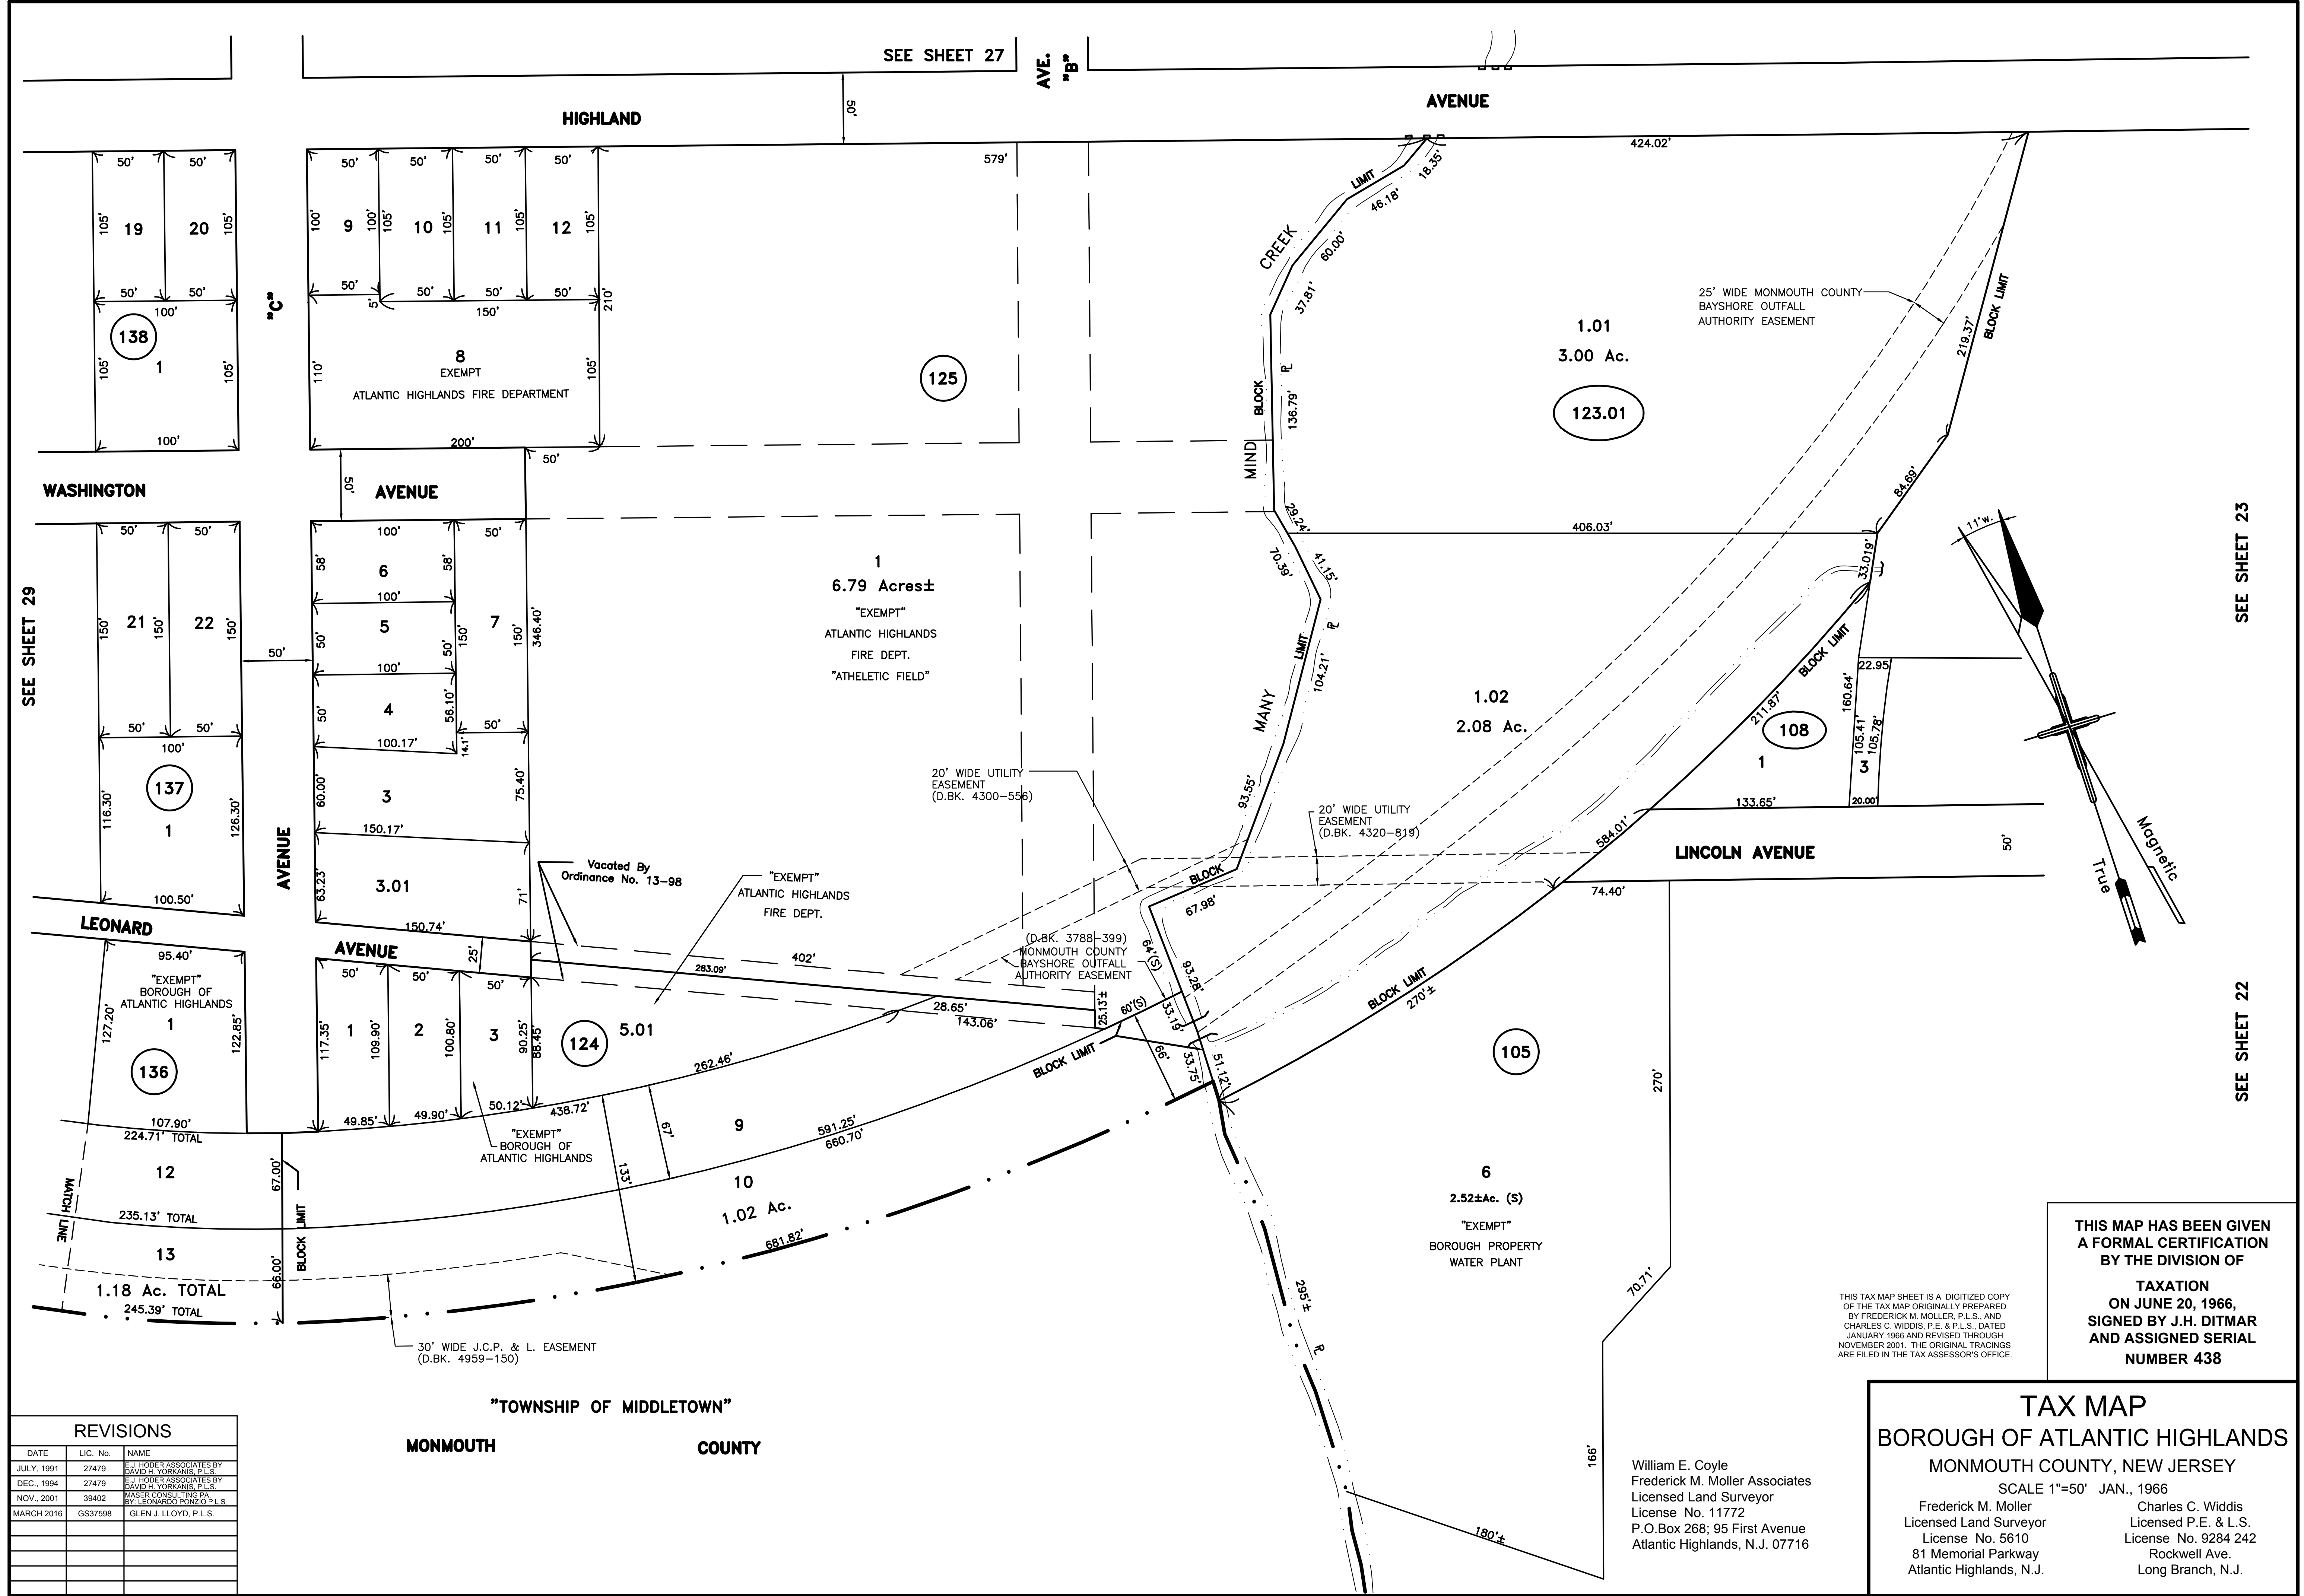 SEE SHEET 27
AVE. "B"
HIGHLAND
AVENUE
50'
579'
424.02'
50'
50'
50'
50'
50'
50'
105'
19
20
105'
100'
9
100'
105'
10
105'
11
105'
12
105'
50'
50'
100'
50'
5'
50'
50'
50'
150'
210'
"C"
138
1
105'
105'
100'
110'
8
EXEMPT
ATLANTIC HIGHLANDS FIRE DEPARTMENT
105'
200'
50'
125
CREEK
LIMIT
18.35'
46.18'
60.00'
37.81'
BLOCK
136.79'
MIND
29.24'
70.39'
41.15'
LIMIT
104.21'
MANY
93.55'
BLOCK
67.98'
1.01
3.00 Ac.
123.01
25' WIDE MONMOUTH COUNTY
BAYSHORE OUTFALL
AUTHORITY EASEMENT
219.37'
BLOCK LIMIT
84.69'
406.03'
33.019'
WASHINGTON
AVENUE
50'
SEE SHEET 29
SEE SHEET 23
SEE SHEET 22
11°w.
Magnetic
True
50'
50'
150'
21
150'
22
150'
50'
50'
100'
137
1
116.30'
126.30'
100.50'
50'
AVENUE
100'
50'
58'
6
58'
100'
50'
5
50'
150'
7
150'
346.40'
100'
50'
4
56.10'
50'
100.17'
14.1'
60.00'
3
75.40'
150.17'
63.23'
3.01
71'
150.74'
1
6.79 Acres±
"EXEMPT"
ATLANTIC HIGHLANDS
FIRE DEPT.
"ATHELETIC FIELD"
20' WIDE UTILITY
EASEMENT
(D.BK. 4300-556)
20' WIDE UTILITY
EASEMENT
(D.BK. 4320-819)
1.02
2.08 Ac.
BLOCK LIMIT
211.87'
108
1
3
160.64'
105.41'
105.78'
22.95
133.65'
20.00'
584.01'
LINCOLN AVENUE
50'
74.40'
Vacated By
Ordinance No. 13-98
"EXEMPT"
ATLANTIC HIGHLANDS
FIRE DEPT.
LEONARD
AVENUE
25'
402'
283.09'
(D.BK. 3788-399)
MONMOUTH COUNTY
BAYSHORE OUTFALL
AUTHORITY EASEMENT
64'(S)
93.28'
60'(S)
33.19'
25.13'±
66'
33.75'
51.12'
28.65'
143.06'
262.46'
BLOCK LIMIT
BLOCK LIMIT
270'±
95.40'
"EXEMPT"
BOROUGH OF
ATLANTIC HIGHLANDS
1
127.20'
122.85'
136
107.90'
224.71' TOTAL
50'
50'
50'
117.35'
1
109.90'
2
100.80'
3
90.25'
88.45'
124
5.01
49.85'
49.90'
50.12'
438.72'
"EXEMPT"
BOROUGH OF
ATLANTIC HIGHLANDS
67'
133'
9
591.25'
660.70'
10
1.02 Ac.
681.82'
12
67.00'
235.13' TOTAL
BLOCK LIMIT
MATCH LINE
13
66.00'
1.18 Ac. TOTAL
245.39' TOTAL
30' WIDE J.C.P. & L. EASEMENT
(D.BK. 4959-150)
105
270'
6
2.52±Ac. (S)
"EXEMPT"
BOROUGH PROPERTY
WATER PLANT
295'±
70.71'
166'
180'±
"TOWNSHIP OF MIDDLETOWN"
MONMOUTH COUNTY
REVISIONS
DATE LIC. No. NAME
JULY, 1991 27479 E.J. HODER ASSOCIATES BY
DAVID H. YORKANIS, P.L.S.
DEC., 1994 27479 E.J. HODER ASSOCIATES BY
DAVID H. YORKANIS, P.L.S.
NOV., 2001 39402 MASER CONSULTING PA.
BY: LEONARDO PONZIO P.L.S.
MARCH 2016 GS37598 GLEN J. LLOYD, P.L.S.
William E. Coyle
Frederick M. Moller Associates
Licensed Land Surveyor
License No. 11772
P.O.Box 268; 95 First Avenue
Atlantic Highlands, N.J. 07716
THIS TAX MAP SHEET IS A DIGITIZED COPY
OF THE TAX MAP ORIGINALLY PREPARED
BY FREDERICK M. MOLLER, P.L.S., AND
CHARLES C. WIDDIS, P.E. & P.L.S., DATED
JANUARY 1966 AND REVISED THROUGH
NOVEMBER 2001. THE ORIGINAL TRACINGS
ARE FILED IN THE TAX ASSESSOR'S OFFICE.
THIS MAP HAS BEEN GIVEN
A FORMAL CERTIFICATION
BY THE DIVISION OF
TAXATION
ON JUNE 20, 1966,
SIGNED BY J.H. DITMAR
AND ASSIGNED SERIAL
NUMBER 438
TAX MAP
BOROUGH OF ATLANTIC HIGHLANDS
MONMOUTH COUNTY, NEW JERSEY
SCALE 1"=50' JAN., 1966
Frederick M. Moller
Licensed Land Surveyor
License No. 5610
81 Memorial Parkway
Atlantic Highlands, N.J.
Charles C. Widdis
Licensed P.E. & L.S.
License No. 9284 242
Rockwell Ave.
Long Branch, N.J.